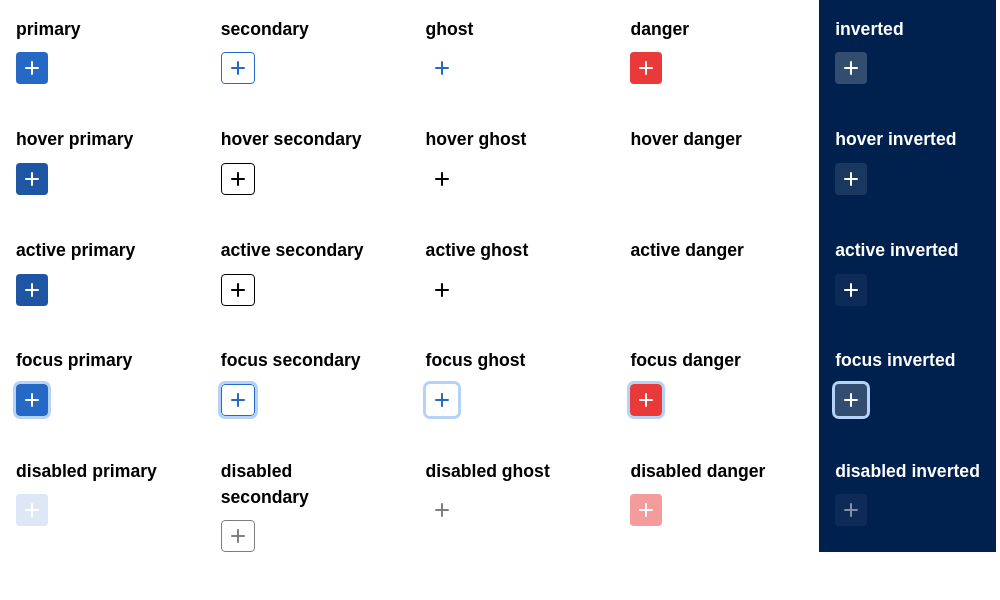 primary
secondary
ghost
danger
inverted
hover primary
hover secondary
hover ghost
hover danger
hover inverted
active primary
active secondary
active ghost
active danger
active inverted
focus primary
focus secondary
focus ghost
focus danger
focus inverted
disabled primary
disabled
secondary
disabled ghost
disabled danger
disabled inverted